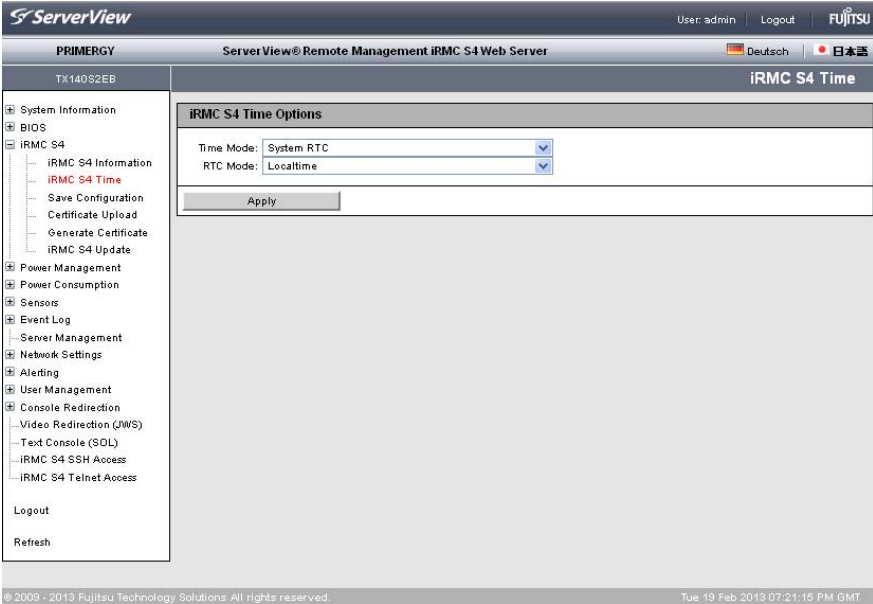 ServerView
User: admin Logout FUJITSU
PRIMERGY ServerView® Remote Management iRMC S4 Web Server Deutsch 日本語
TX140S2EB iRMC S4 Time
System Information
BIOS
iRMC S4
iRMC S4 Information
iRMC S4 Time
Save Configuration
Certificate Upload
Generate Certificate
iRMC S4 Update
Power Management
Power Consumption
Sensors
Event Log
Server Management
Network Settings
Alerting
User Management
Console Redirection
Video Redirection (JWS)
Text Console (SOL)
iRMC S4 SSH Access
iRMC S4 Telnet Access
Logout
Refresh
iRMC S4 Time Options
Time Mode: System RTC
RTC Mode: Localtime
Apply
© 2009 - 2013 Fujitsu Technology Solutions All rights reserved. Tue 19 Feb 2013 07:21:15 PM GMT